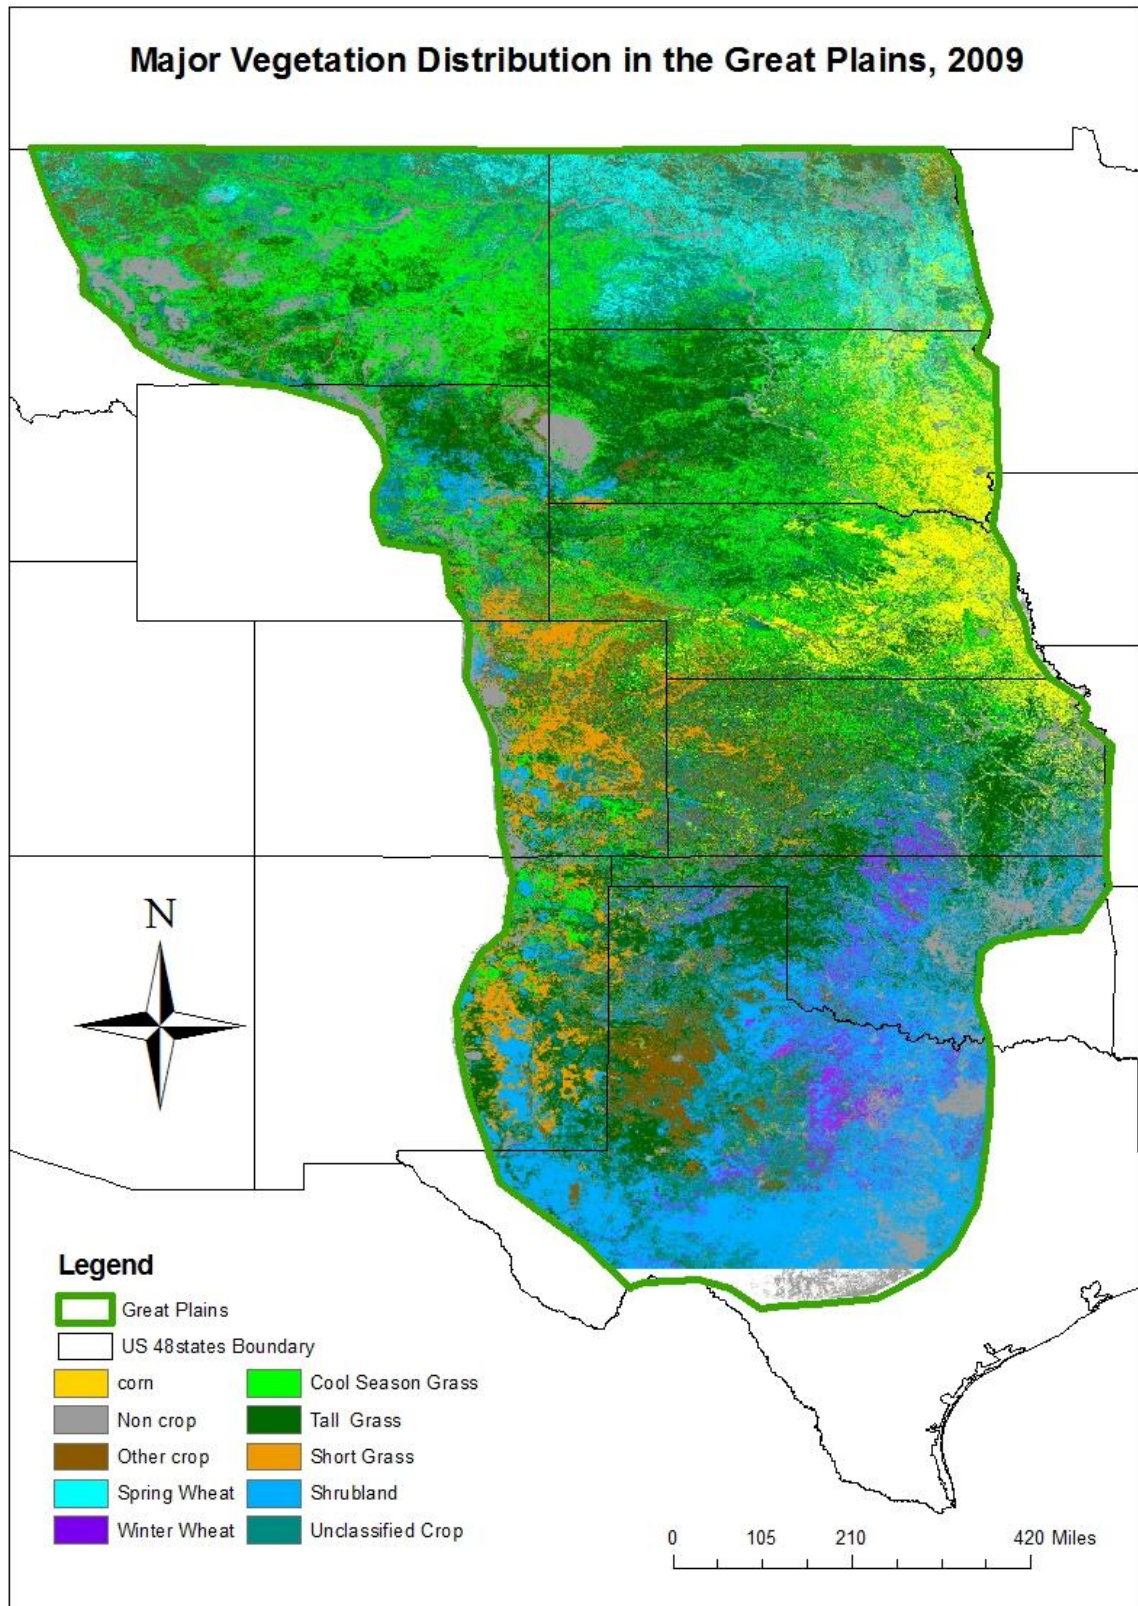 Major Vegetation Distribution in the Great Plains, 2009
N
Legend
Great Plains
US 48states Boundary
corn
Cool Season Grass
Non crop
Tall Grass
Other crop
Short Grass
Spring Wheat
Shrubland
Winter Wheat
Unclassified Crop
0 105 210 420 Miles